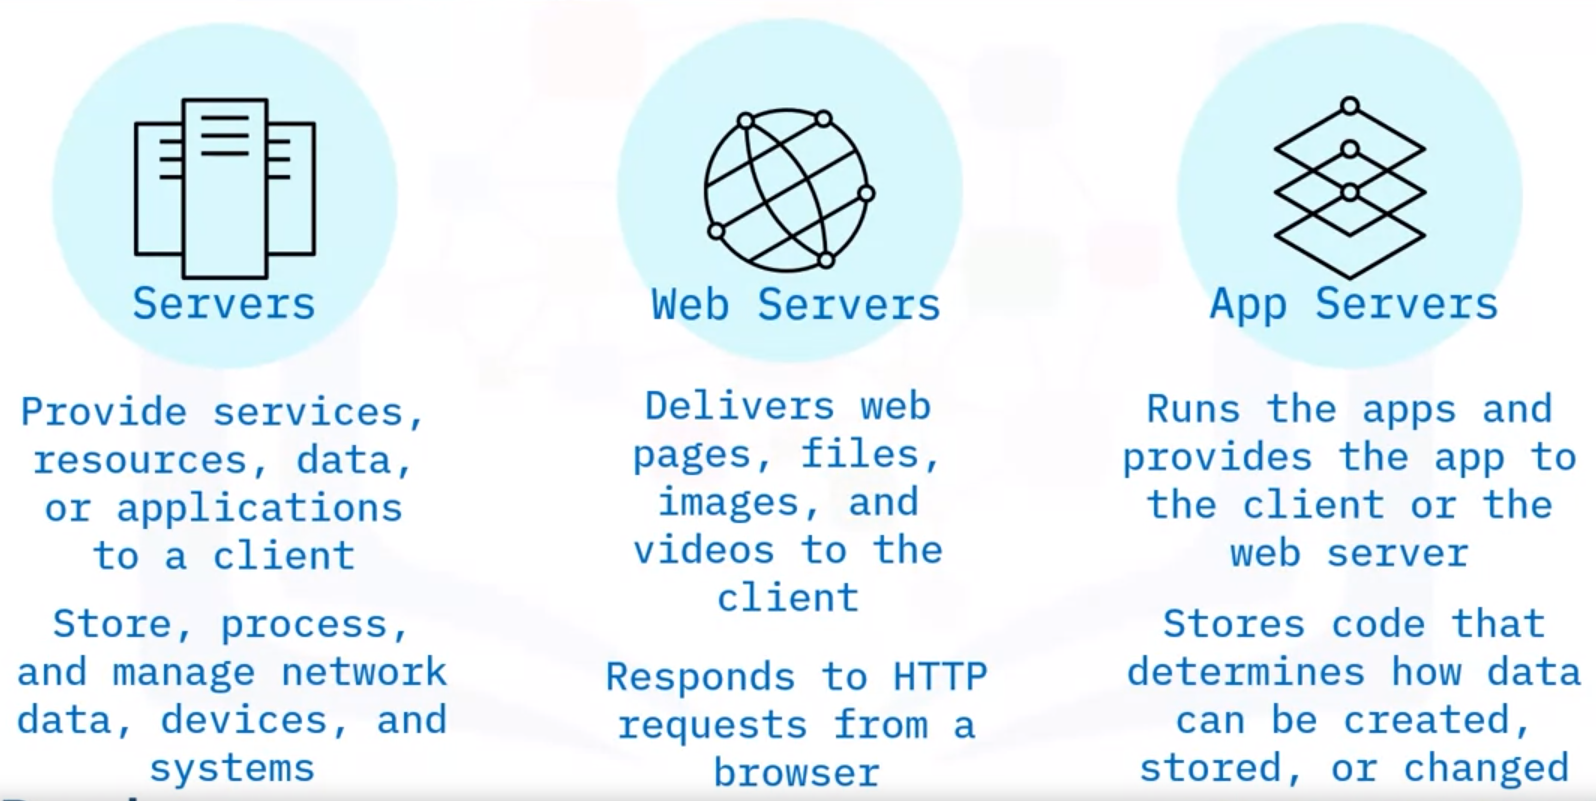 Servers
Provide services,
resources, data,
or applications
to a client
Store, process,
and manage network
data, devices, and
systems
Web Servers
Delivers web
pages, files,
images, and
videos to the
client
Responds to HTTP
requests from a
browser
App Servers
Runs the apps and
provides the app to
the client or the
web server
Stores code that
determines how data
can be created,
stored, or changed